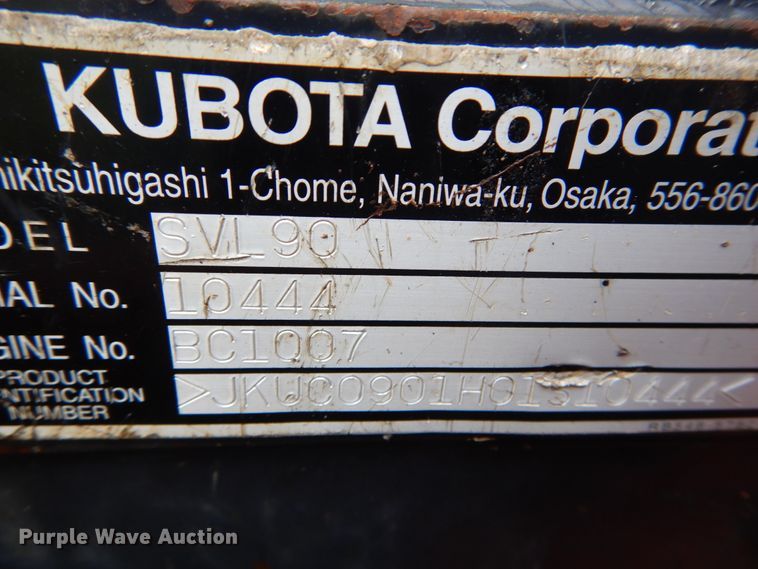 KUBOTA Corporat
hikitsuhigashi 1-Chome, Naniwa-ku, Osaka, 556-860
DEL SVL90
IAL No. 10444
GINE No. BC1007
PRODUCT
NTIFICATION
NUMBER
>JKUC0901H01S10444<
Purple Wave Auction